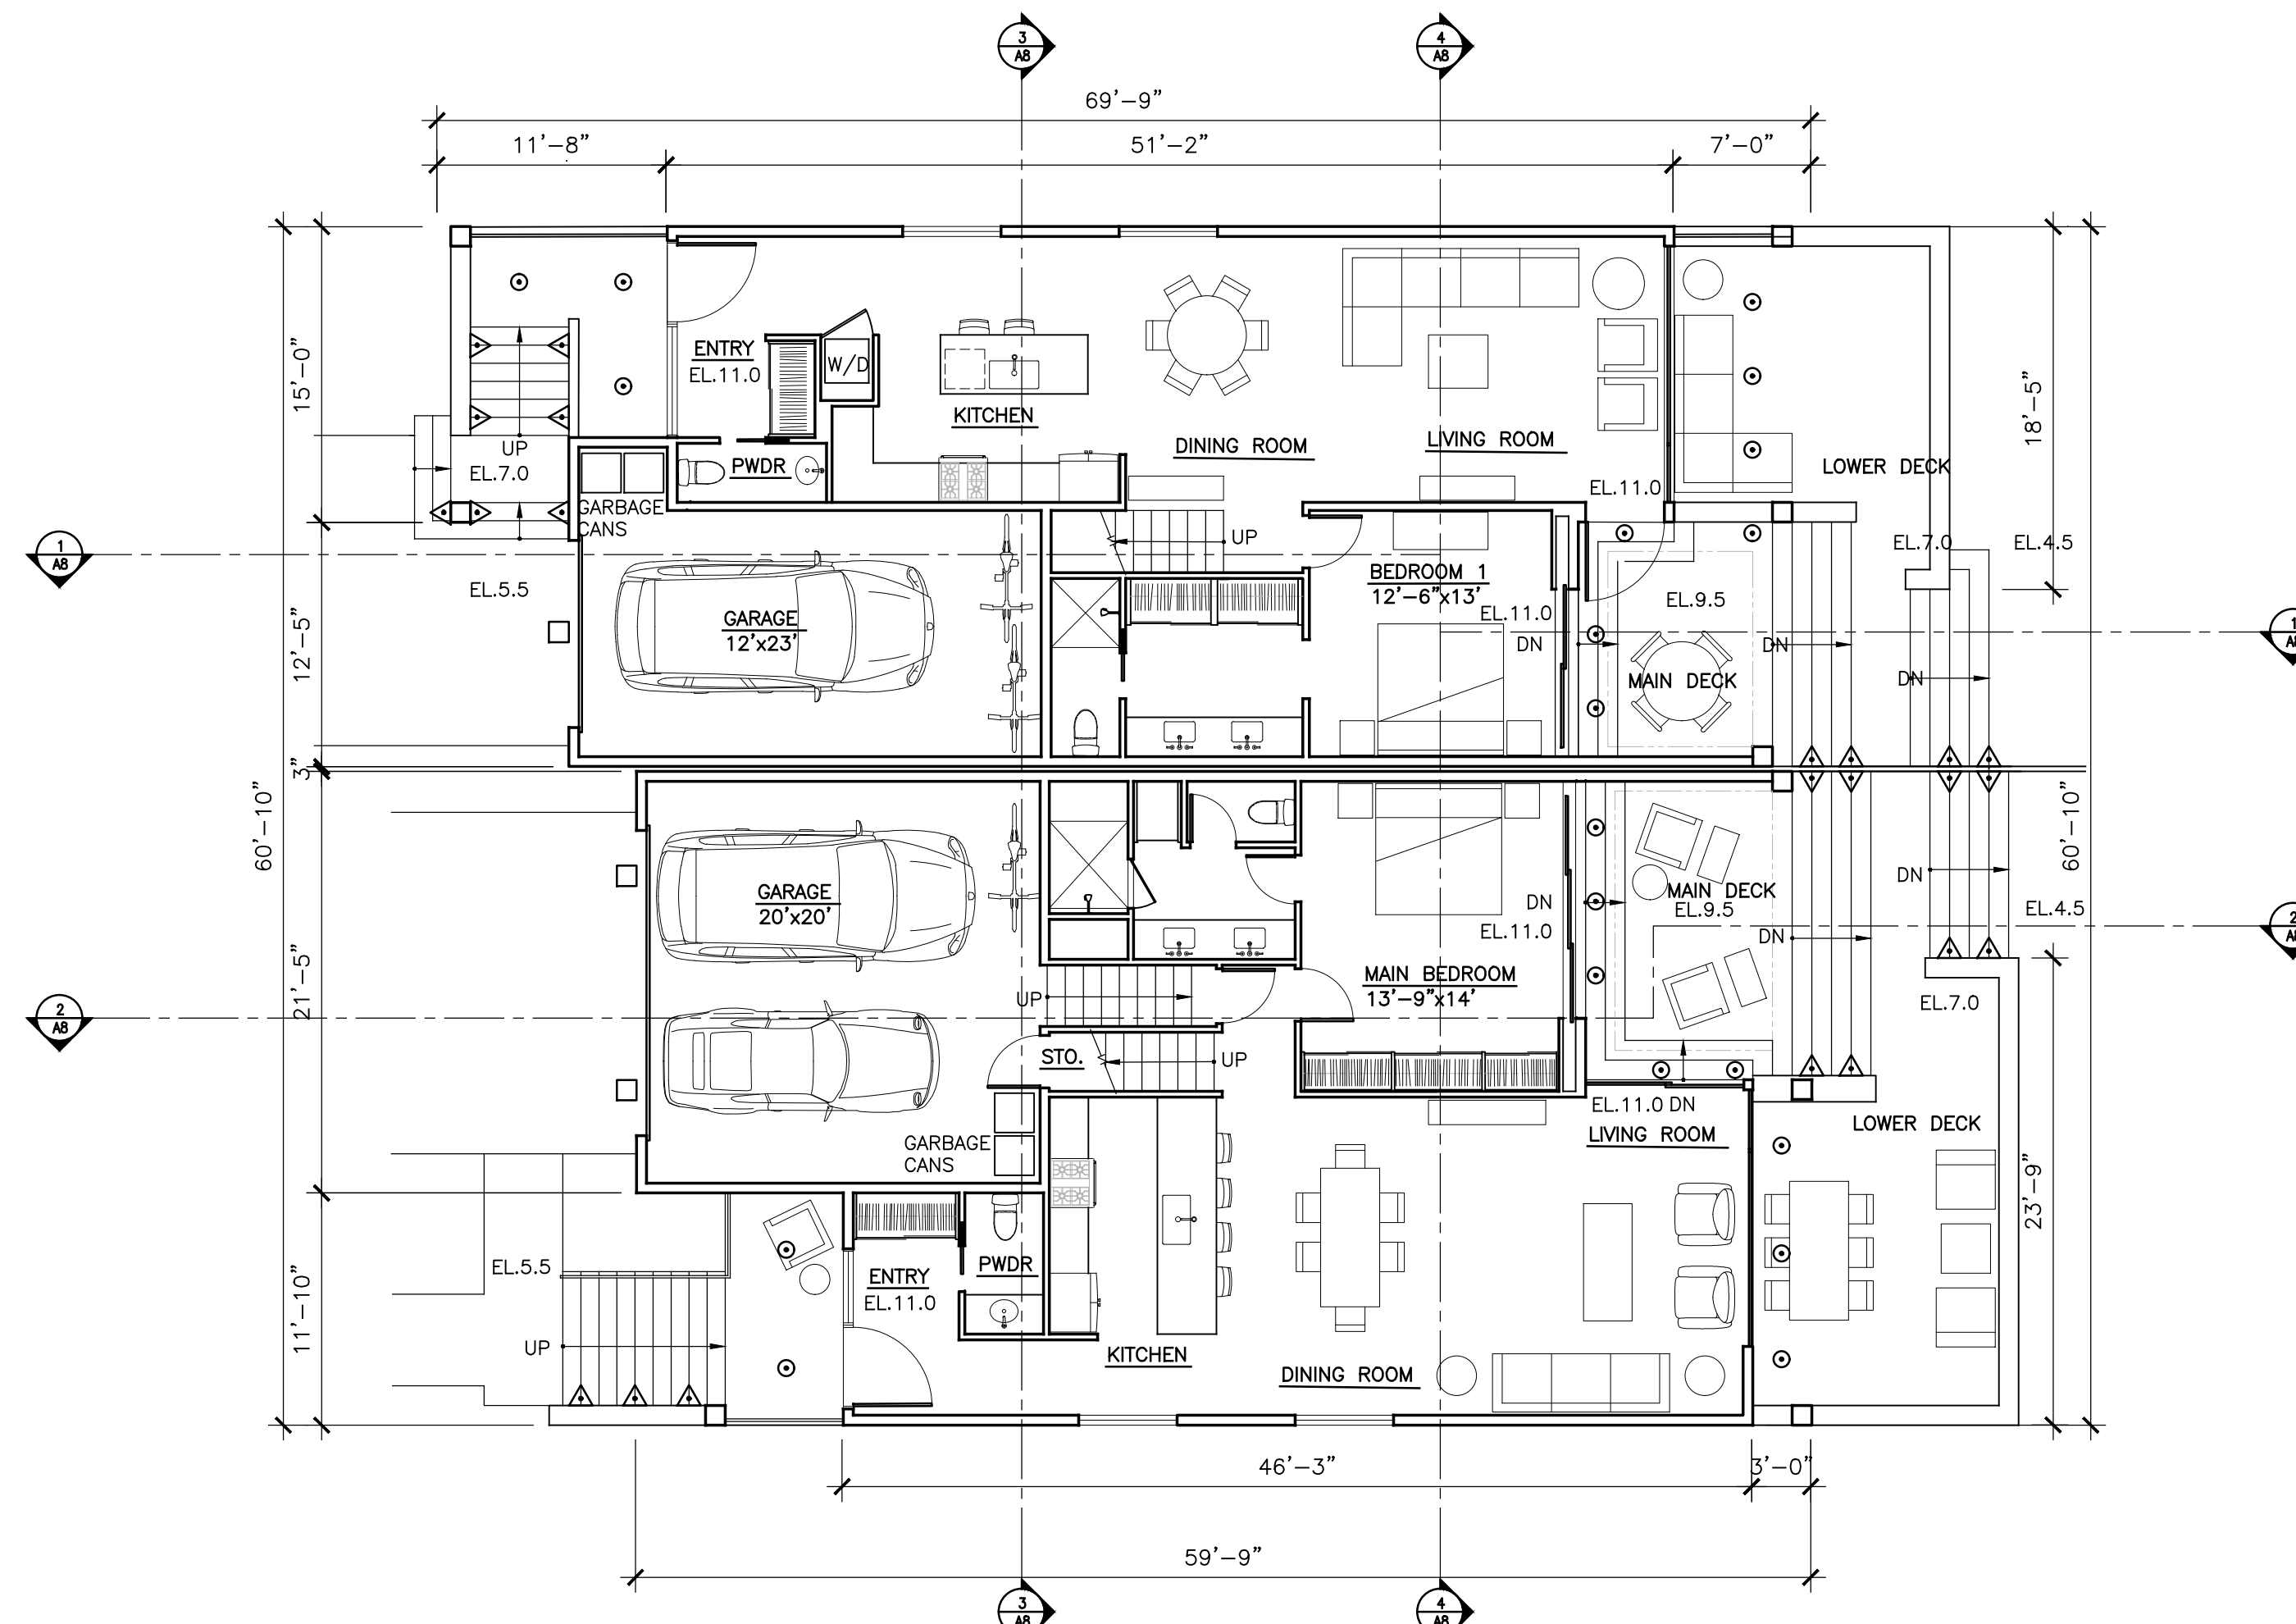 3
A8
4
A8
69'-9"
11'-8"
51'-2"
7'-0"
15'-0"
18'-5"
ENTRY
EL.11.0
W/D
KITCHEN
DINING ROOM
LIVING ROOM
LOWER DECK
UP
EL.7.0
PWDR
EL.11.0
GARBAGE
CANS
1
A8
UP
EL.7.0
EL.4.5
EL.5.5
BEDROOM 1
12'-6"x13'
EL.11.0
DN
EL.9.5
GARAGE
12'x23'
12'-5"
DN
MAIN DECK
DN
1
3"
60'-10"
60'-10"
GARAGE
20'x20'
DN
EL.11.0
MAIN DECK
EL.9.5
DN
DN
EL.4.5
2
21'-5"
UP
MAIN BEDROOM
13'-9"x14'
EL.7.0
2
A8
STO.
UP
EL.11.0 DN
LIVING ROOM
LOWER DECK
GARBAGE
CANS
23'-9"
EL.5.5
ENTRY
EL.11.0
PWDR
11'-10"
UP
KITCHEN
DINING ROOM
46'-3"
3'-0"
59'-9"
3
A8
4
A8